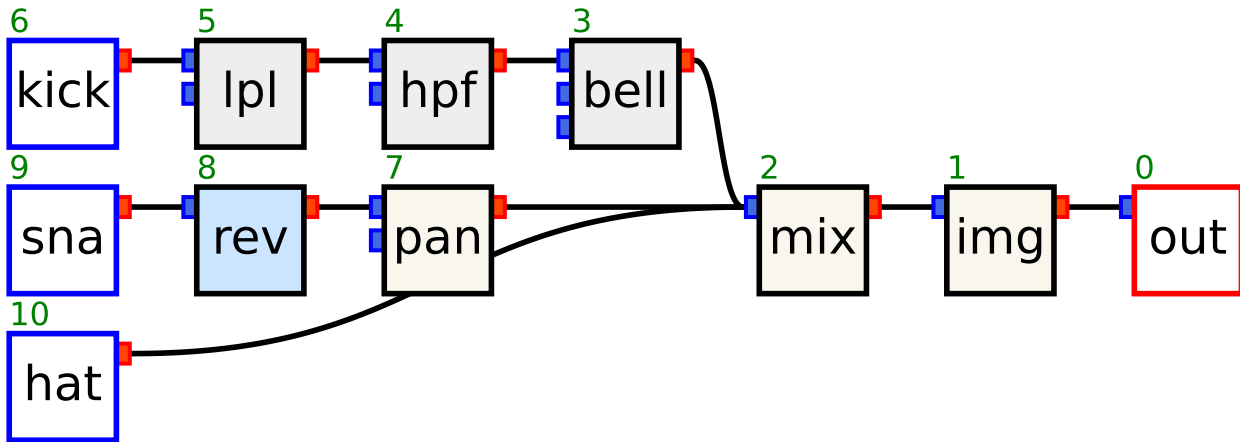 6 5 4 3
kick lpl hpf bell
9 8 7 2 1 0
sna rev pan mix img out
10
hat